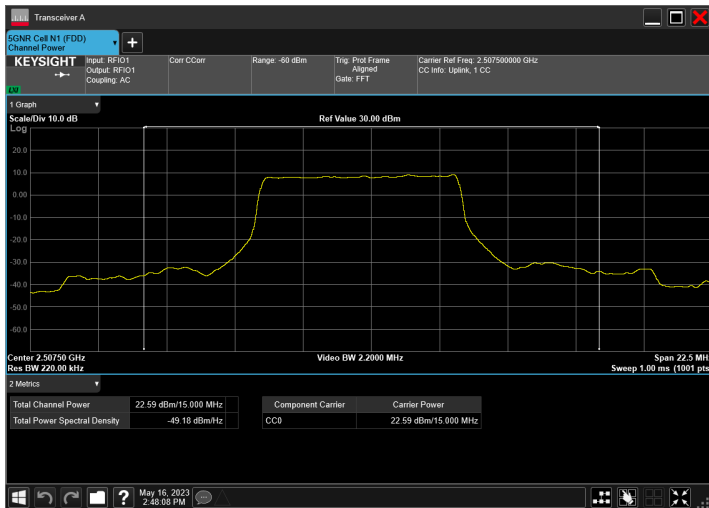 Transceiver A
5GNR Cell N1 (FDD)
Channel Power
KEYSIGHT
LXI
Input: RFIO1
Output: RFIO1
Coupling: AC
Corr CCorr
Range: -60 dBm
Trig: Prot Frame
Aligned
Gate: FFT
Carrier Ref Freq: 2.507500000 GHz
CC Info: Uplink, 1 CC
1 Graph
Scale/Div 10.0 dB
Ref Value 30.00 dBm
Log
20.0
10.0
0.00
-10.0
-20.0
-30.0
-40.0
-50.0
-60.0
Center 2.50750 GHz
Video BW 2.2000 MHz
Span 22.5 MH
Res BW 220.00 kHz
Sweep 1.00 ms (1001 pts
2 Metrics
Total Channel Power 22.59 dBm/15.000 MHz
Total Power Spectral Density -49.18 dBm/Hz
Component Carrier Carrier Power
CC0 22.59 dBm/15.000 MHz
?
May 16, 2023
2:48:08 PM